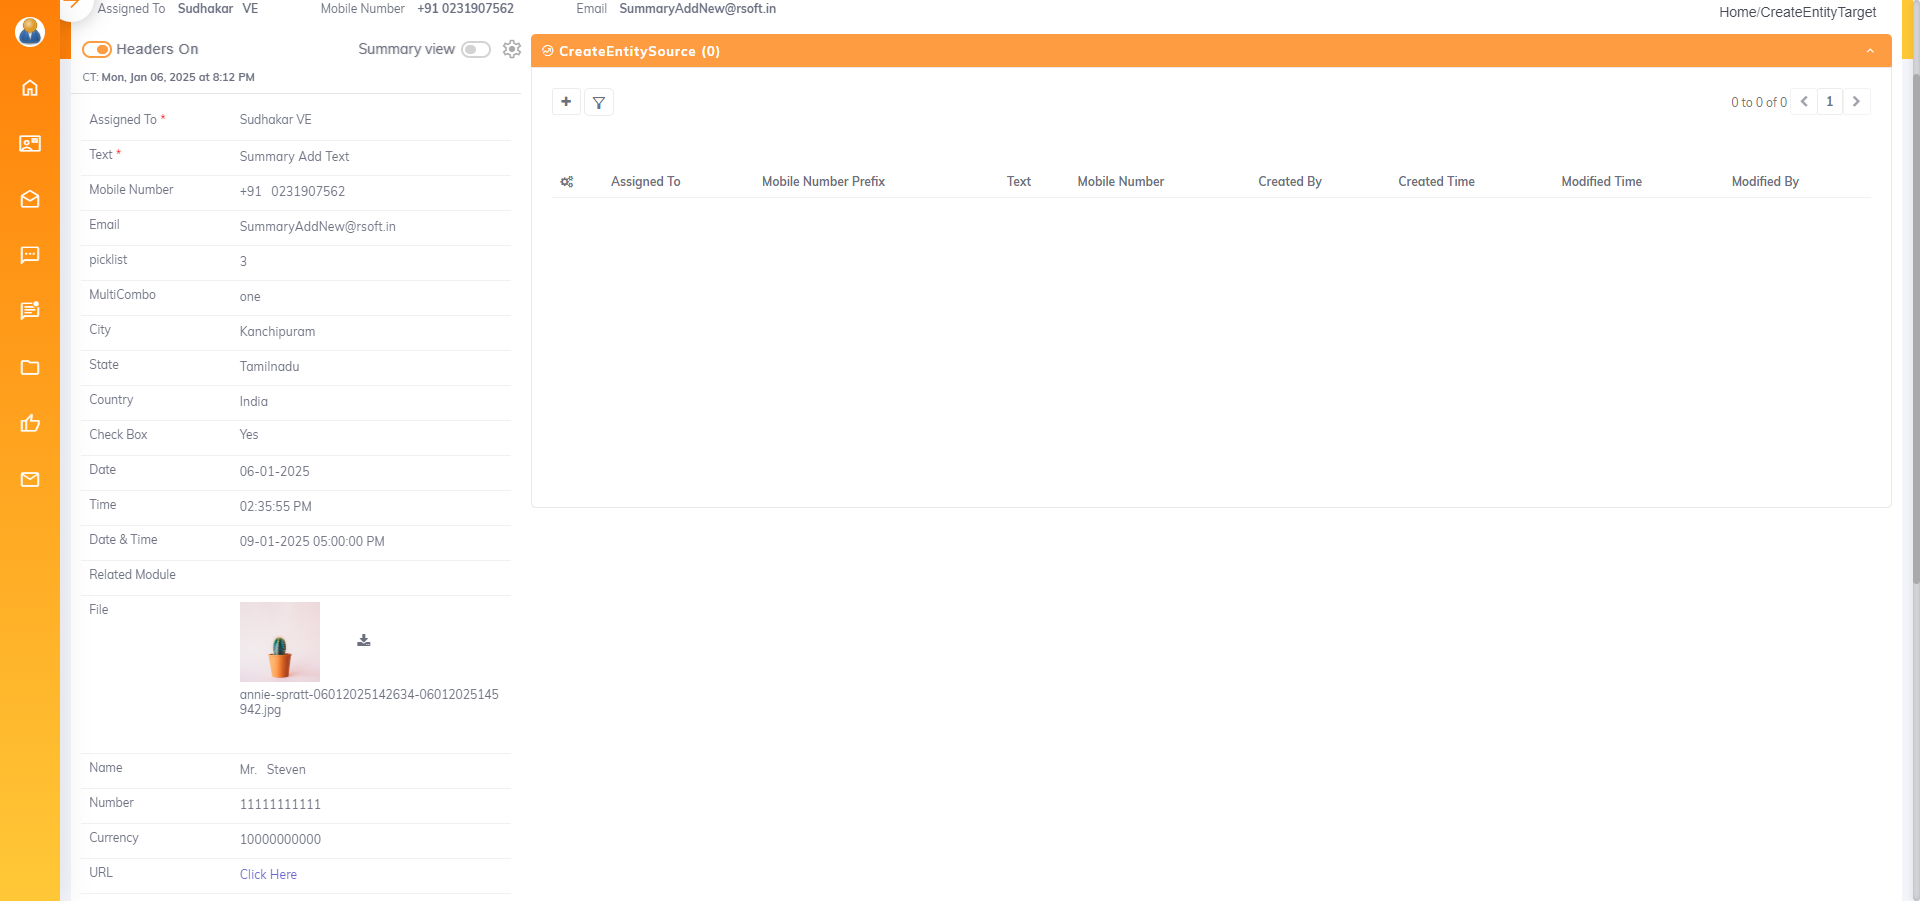 Assigned To Sudhakar VE Mobile Number +91 0231907562 Email SummaryAddNew@rsoft.in
Home/CreateEntityTarget
Headers On Summary view
CT: Mon, Jan 06, 2025 at 8:12 PM
Assigned To * Sudhakar VE
Text * Summary Add Text
Mobile Number +91 0231907562
Email SummaryAddNew@rsoft.in
picklist 3
MultiCombo one
City Kanchipuram
State Tamilnadu
Country India
Check Box Yes
Date 06-01-2025
Time 02:35:55 PM
Date & Time 09-01-2025 05:00:00 PM
Related Module
File
annie-spratt-06012025142634-06012025145
942.jpg
Name Mr. Steven
Number 11111111111
Currency 10000000000
URL Click Here
CreateEntitySource (0)
0 to 0 of 0 1
Assigned To Mobile Number Prefix Text Mobile Number Created By Created Time Modified Time Modified By